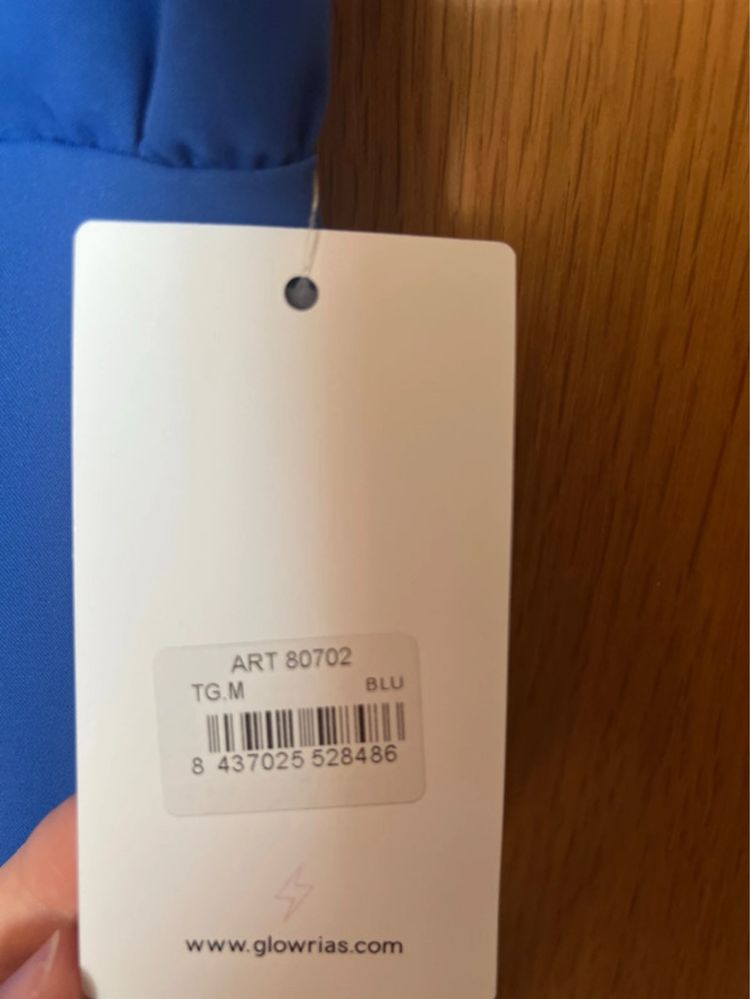 ART 80702
TG.M BLU
8 437025 528486
www.glowrias.com